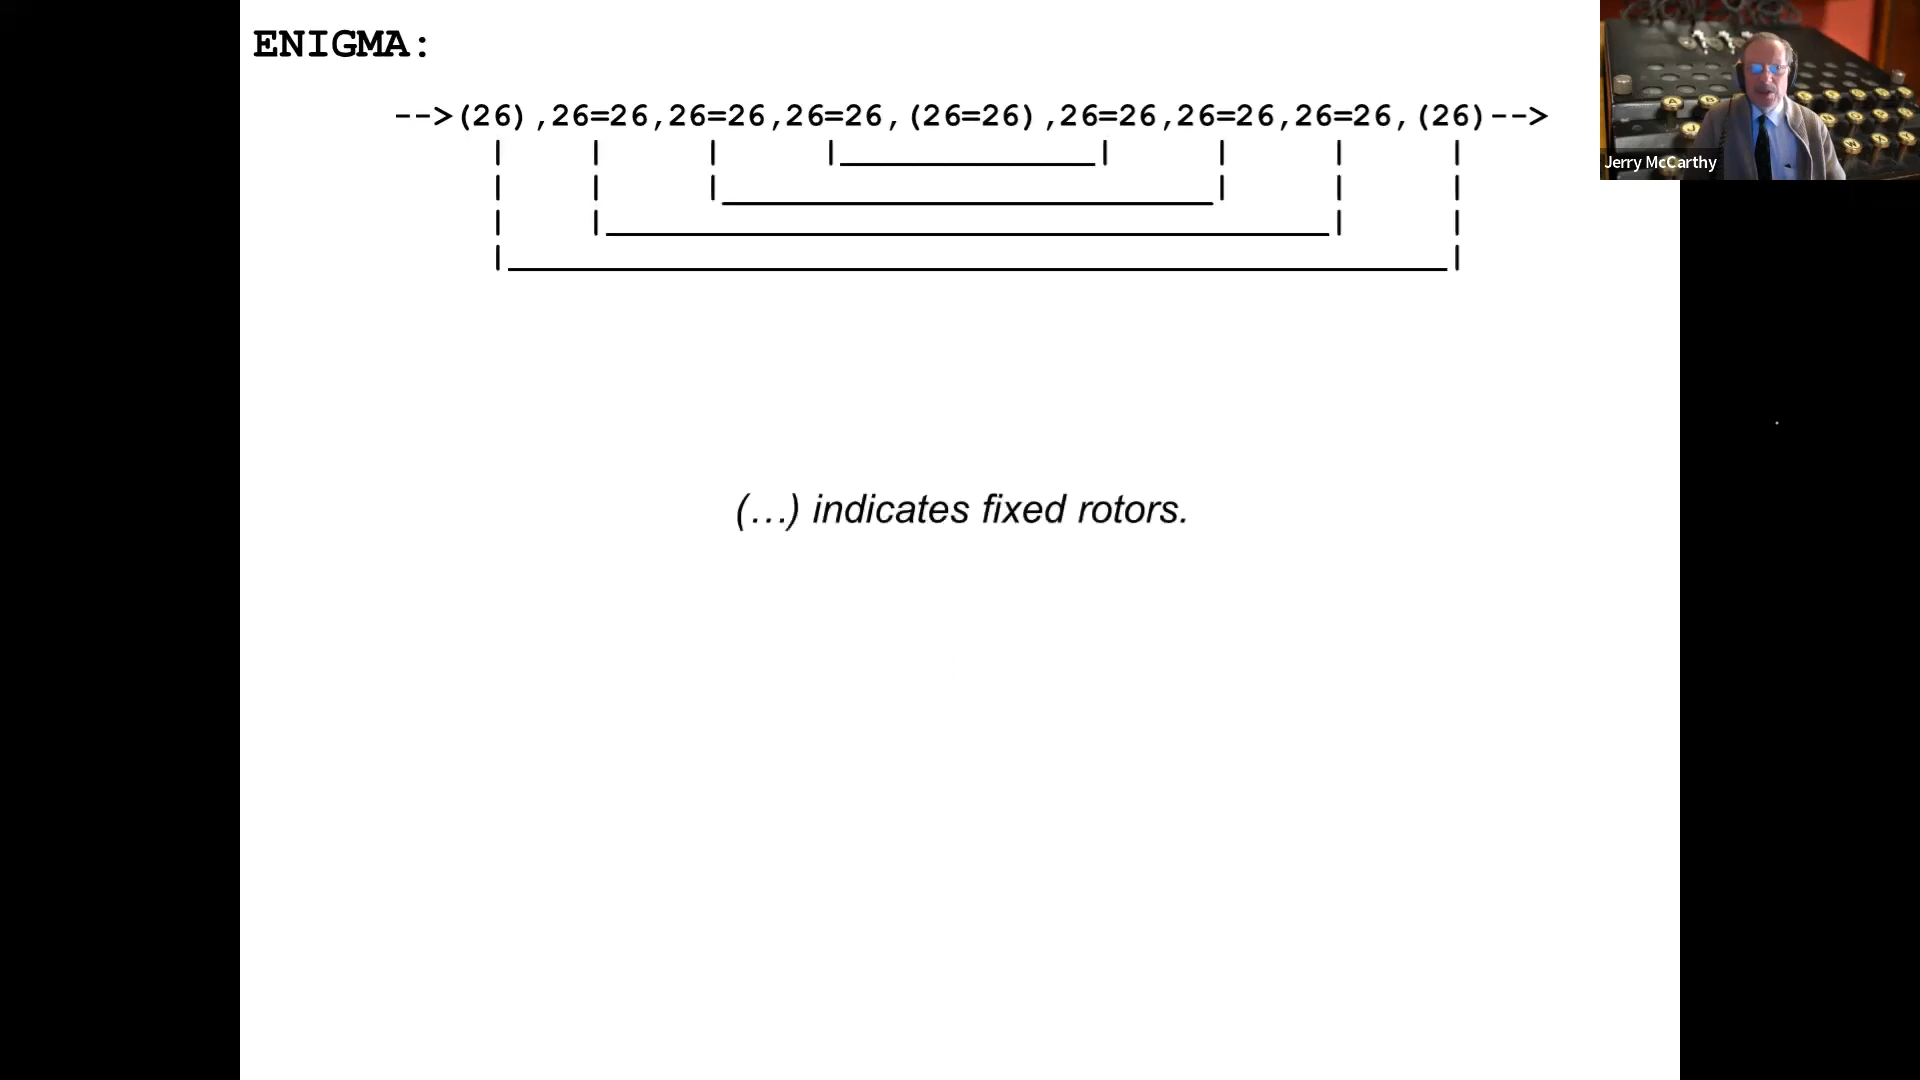 ENIGMA:
-->(26),26=26,26=26,26=26,(26=26),26=26,26=26,26=26,(26)-->
(...) indicates fixed rotors.
Jerry McCarthy